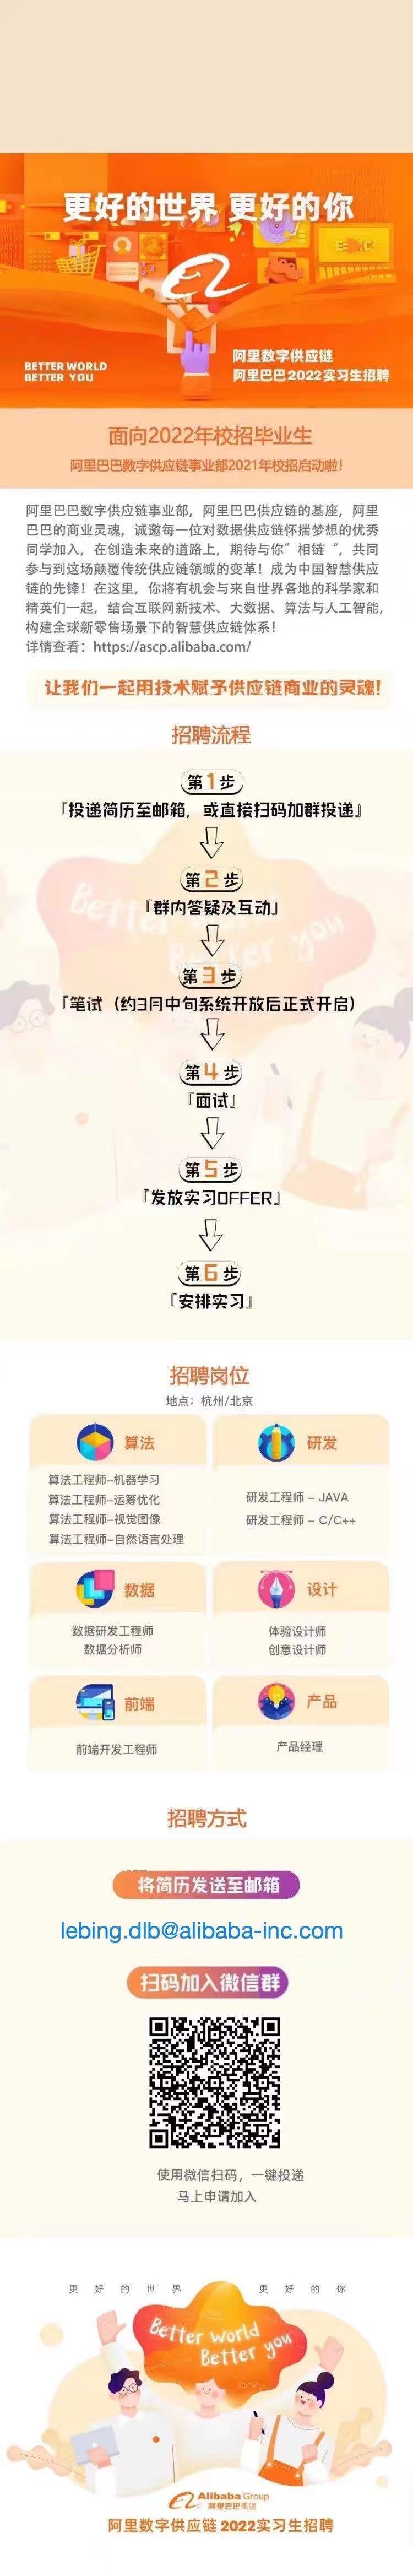 更好的世界 更好的你
BETTER WORLD
BETTER YOU
阿里数字供应链
阿里巴巴2022实习生招聘
面向2022年校招毕业生
阿里巴巴数字供应链事业部2021年校招启动啦！
阿里巴巴数字供应链事业部，阿里巴巴供应链的基座，阿里
巴巴的商业灵魂，诚邀每一位对数据供应链怀揣梦想的优秀
同学加入，在创造未来的道路上，期待与你”相链“，共同
参与到这场颠覆传统供应链领域的变革！成为中国智慧供应
链的先锋！在这里，你将有机会与来自世界各地的科学家和
精英们一起，结合互联网新技术、大数据、算法与人工智能，
构建全球新零售场景下的智慧供应链体系！
详情查看：https://ascp.alibaba.com/
让我们一起用技术赋予供应链商业的灵魂！
招聘流程
第1步
『投递简历至邮箱，或直接扫码加群投递』
第2步
『群内答疑及互动』
第3步
『笔试（约3月中旬系统开放后正式开启）
第4步
『面试』
第5步
『发放实习OFFER』
第6步
『安排实习』
Better world
Better you
招聘岗位
地点：杭州/北京
算法
算法工程师-机器学习
算法工程师-运筹优化
算法工程师-视觉图像
算法工程师-自然语言处理
研发
研发工程师 - JAVA
研发工程师 - C/C++
数据
数据研发工程师
数据分析师
设计
体验设计师
创意设计师
前端
前端开发工程师
产品
产品经理
招聘方式
将简历发送至邮箱
lebing.dlb@alibaba-inc.com
扫码加入微信群
使用微信扫码，一键投递
马上申请加入
更好的世界 更好的你
Better world
Better you
Alibaba Group
阿里巴巴集团
阿里数字供应链 2022实习生招聘